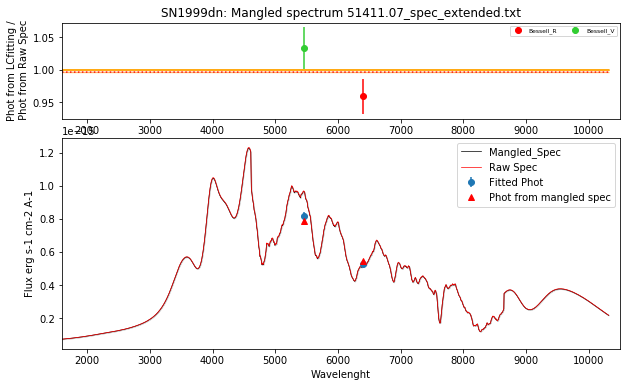 SN1999dn: Mangled spectrum 51411.07_spec_extended.txt
Phot from LCfitting /
Phot from Raw Spec
1.05
1.00
0.95
Bessell_R
Bessell_V
2000 3000 4000 5000 6000 7000 8000 9000 10000
1e−15
Flux erg s-1 cm-2 A-1
1.2
1.0
0.8
0.6
0.4
0.2
Mangled_Spec
Raw Spec
Fitted Phot
Phot from mangled spec
2000 3000 4000 5000 6000 7000 8000 9000 10000
Wavelenght